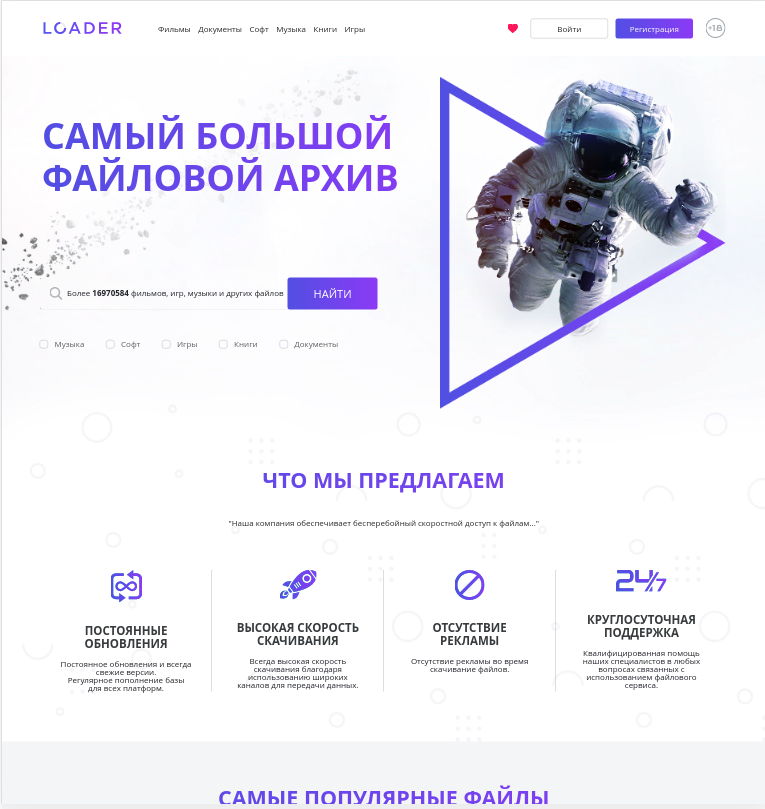 LOADER
Фильмы Документы Софт Музыка Книги Игры
Войти
Регистрация
+18
САМЫЙ БОЛЬШОЙ
ФАЙЛОВОЙ АРХИВ
Более 16970584 фильмов, игр, музыки и других файлов
НАЙТИ
Музыка Софт Игры Книги Документы
ЧТО МЫ ПРЕДЛАГАЕМ
"Наша компания обеспечивает бесперебойный скоростной доступ к файлам..."
ПОСТОЯННЫЕ
ОБНОВЛЕНИЯ
Постоянное обновления и всегда
свежие версии.
Регулярное пополнение базы
для всех платформ.
ВЫСОКАЯ СКОРОСТЬ
СКАЧИВАНИЯ
Всегда высокая скорость
скачивания благодаря
использованию широких
каналов для передачи данных.
ОТСУТСТВИЕ
РЕКЛАМЫ
Отсутствие рекламы во время
скачивание файлов.
24/7
КРУГЛОСУТОЧНАЯ
ПОДДЕРЖКА
Квалифицированная помощь
наших специалистов в любых
вопросах связанных с
использованием файлового
сервиса.
САМЫЕ ПОПУЛЯРНЫЕ ФАЙЛЫ